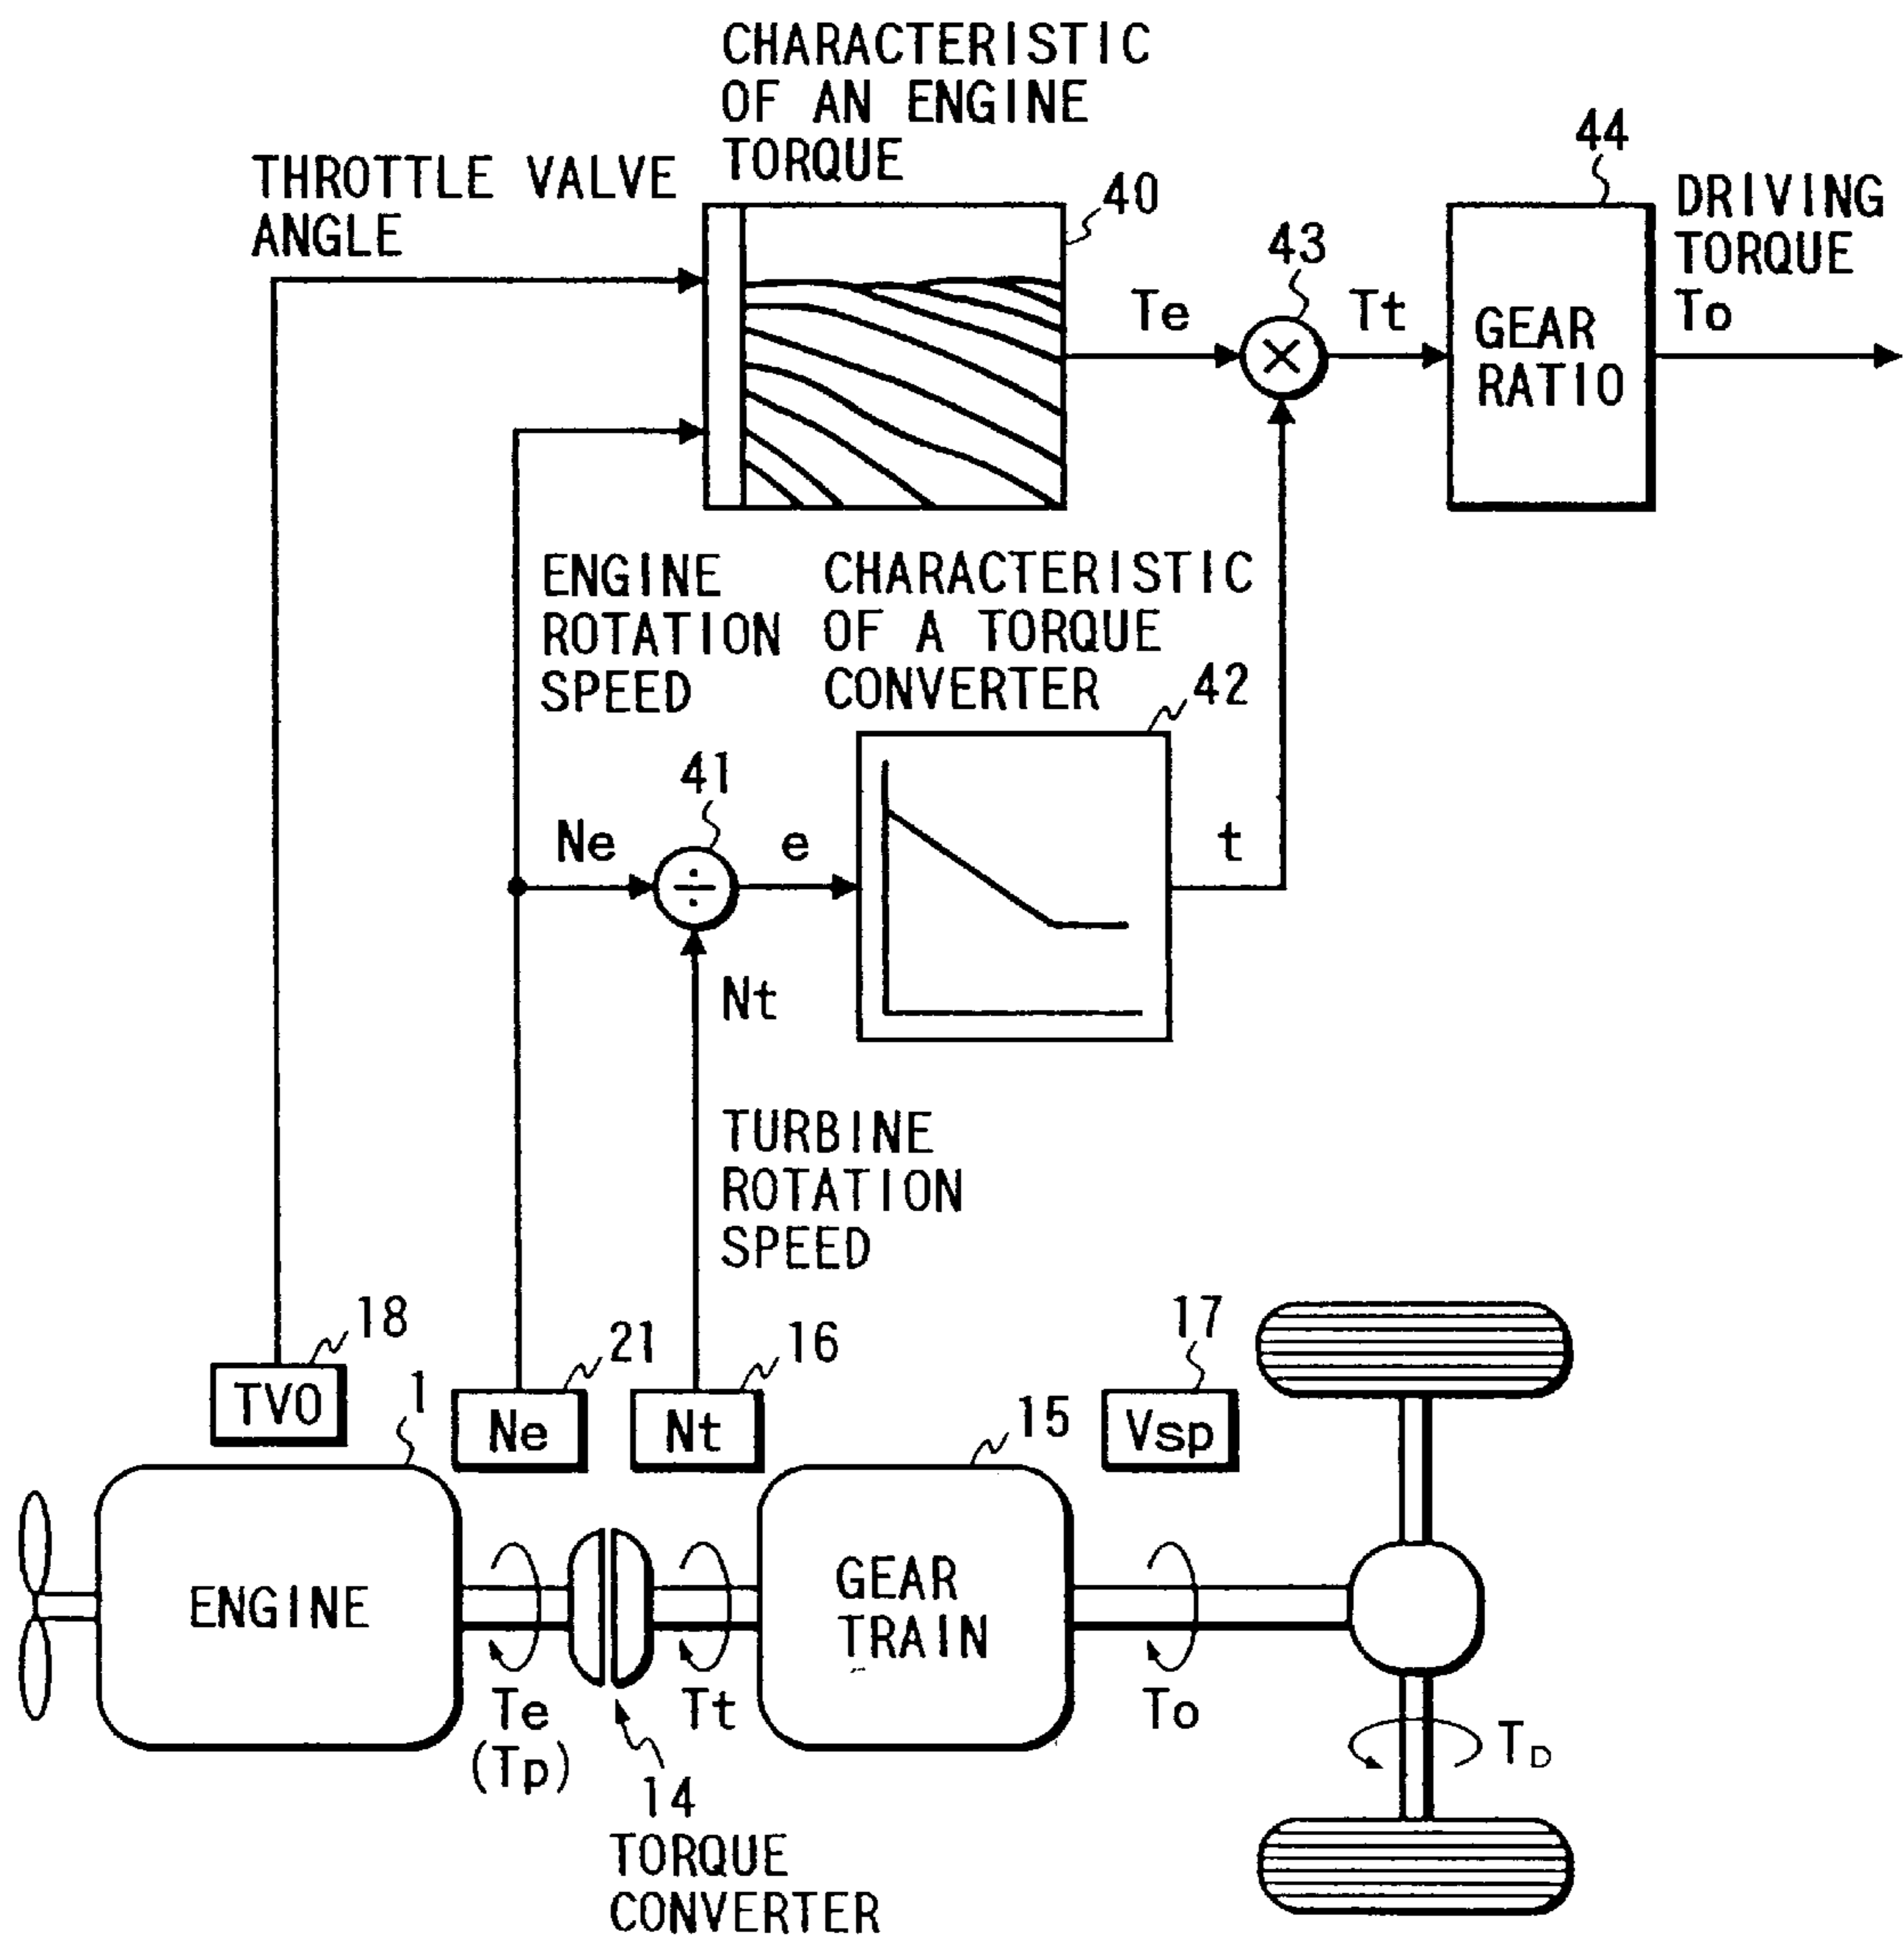 CHARACTERISTIC
OF AN ENGINE
TORQUE
THROTTLE VALVE
ANGLE
40
44
DRIVING
TORQUE
To
43
Te
Tt
GEAR
RATIO
ENGINE
ROTATION
SPEED
CHARACTERISTIC
OF A TORQUE
CONVERTER
42
41
Ne
e
t
÷
×
Nt
TURBINE
ROTATION
SPEED
18
TVO
1
21
Ne
16
Nt
15
17
Vsp
ENGINE
GEAR
TRAIN
Te
(Tp)
Tt
To
TD
14
TORQUE
CONVERTER